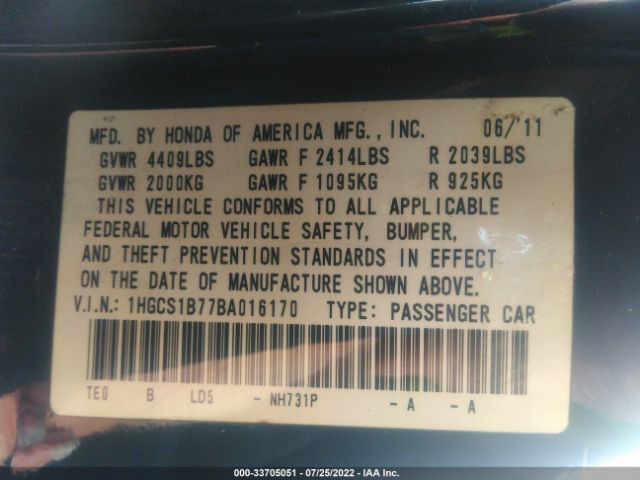 MFD. BY HONDA OF AMERICA MFG., INC. 06/'11
GVWR 4409LBS GAWR F 2414LBS R 2039LBS
GVWR 2000KG GAWR F 1095KG R 925KG
THIS VEHICLE CONFORMS TO ALL APPLICABLE
FEDERAL MOTOR VEHICLE SAFETY, BUMPER,
AND THEFT PREVENTION STANDARDS IN EFFECT
ON THE DATE OF MANUFACTURE SHOWN ABOVE.
V.I.N.: 1HGCS1B77BA016170 TYPE: PASSENGER CAR
TE0 B LD5 - NH731P - A - A
000-33705051 - 07/25/2022 - IAA Inc.